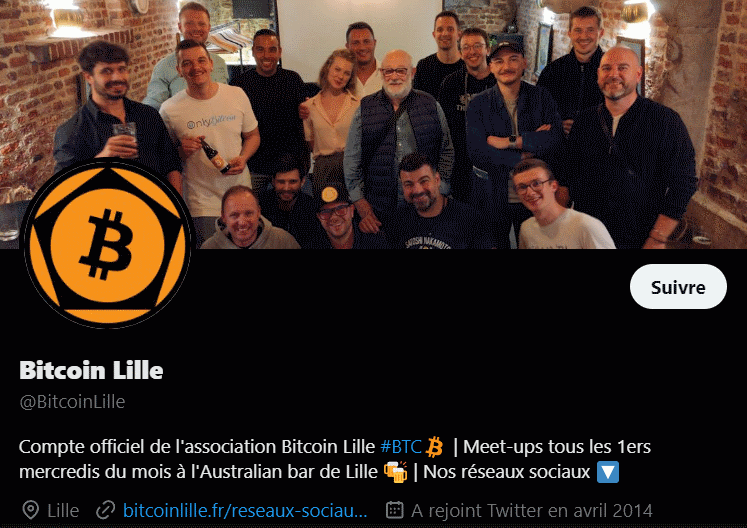 Only Bitcoin
SATOSHI NAKAMOTO
Suivre
Bitcoin Lille
@BitcoinLille
Compte officiel de l'association Bitcoin Lille #BTC | Meet-ups tous les 1ers
mercredis du mois à l'Australian bar de Lille 🍻 | Nos réseaux sociaux 🔽
Lille bitcoinlille.fr/reseaux-sociau... A rejoint Twitter en avril 2014